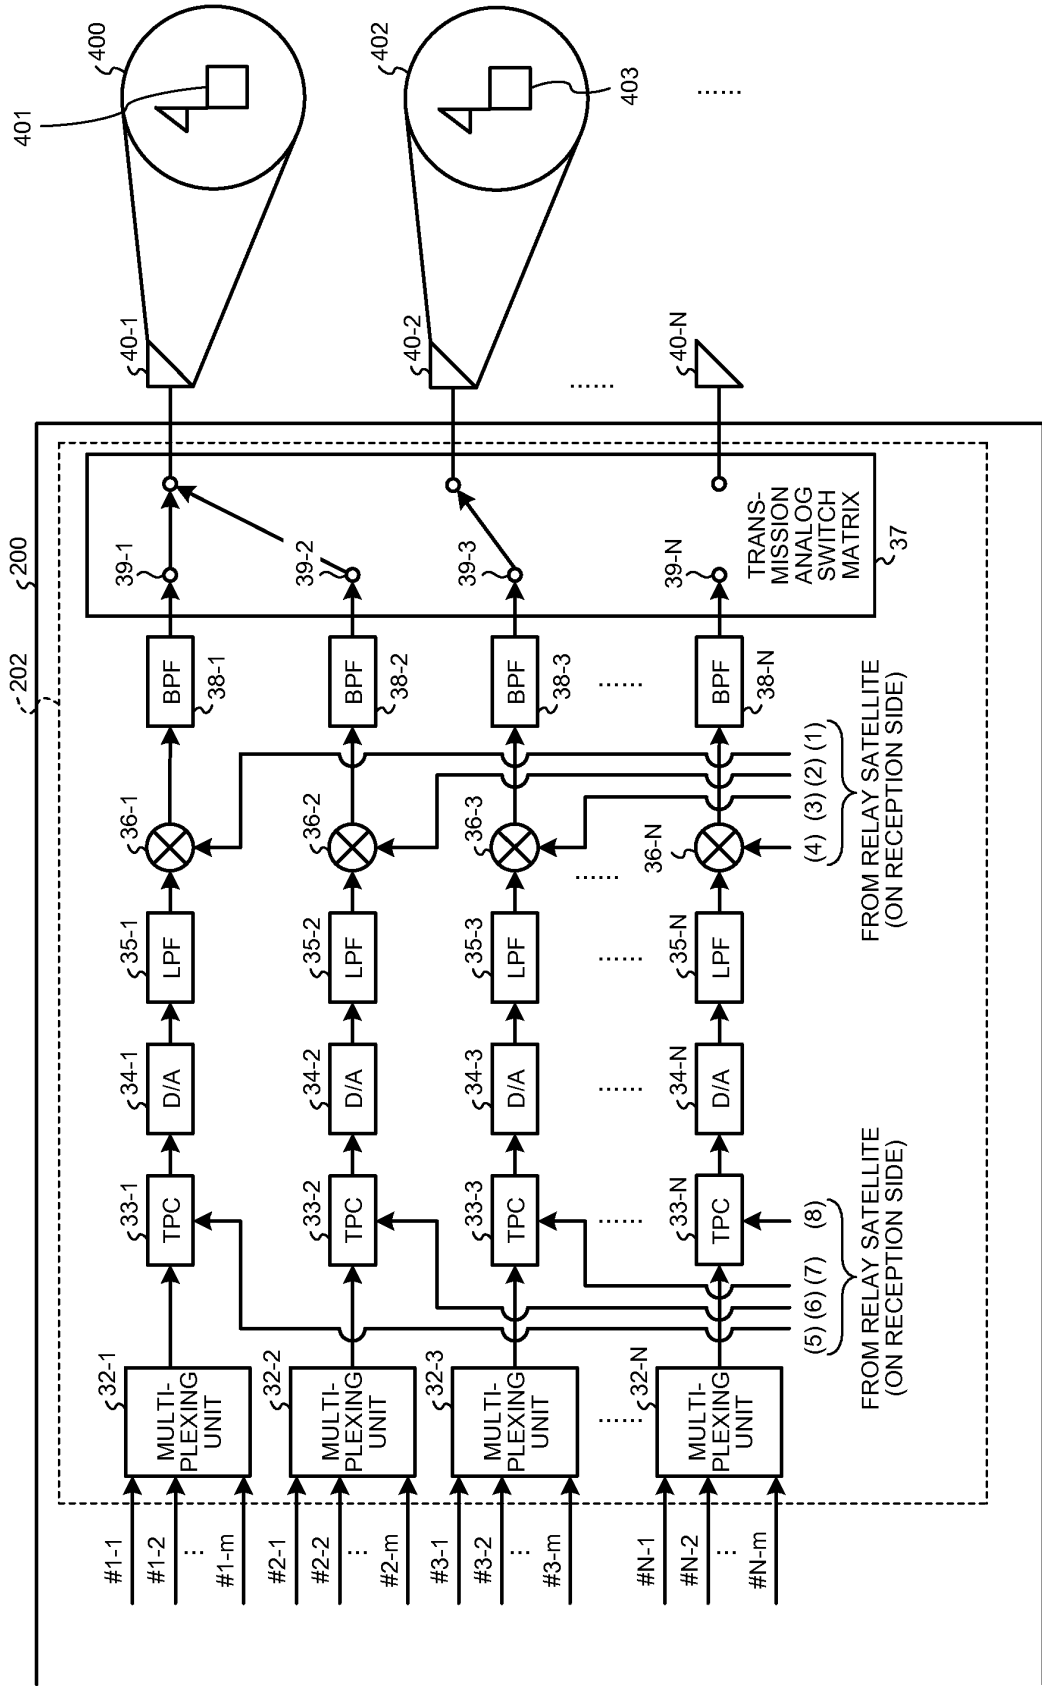 200
202
#1-1
#1-2
...
#1-m
32-1
MULTI-
PLEXING
UNIT
33-1
TPC
34-1
D/A
35-1
LPF
36-1
38-1
BPF
39-1
40-1
400
401
#2-1
#2-2
...
#2-m
32-2
MULTI-
PLEXING
UNIT
33-2
TPC
34-2
D/A
35-2
LPF
36-2
38-2
BPF
39-2
#3-1
#3-2
...
#3-m
32-3
MULTI-
PLEXING
UNIT
33-3
TPC
34-3
D/A
35-3
LPF
36-3
38-3
BPF
39-3
40-2
402
403
......
......
......
......
......
......
......
......
#N-1
#N-2
...
#N-m
32-N
MULTI-
PLEXING
UNIT
33-N
TPC
34-N
D/A
35-N
LPF
36-N
38-N
BPF
39-N
40-N
TRANS-
MISSION
ANALOG
SWITCH
MATRIX
37
(5) (6) (7) (8)
FROM RELAY SATELLITE
(ON RECEPTION SIDE)
(4) (3) (2) (1)
FROM RELAY SATELLITE
(ON RECEPTION SIDE)